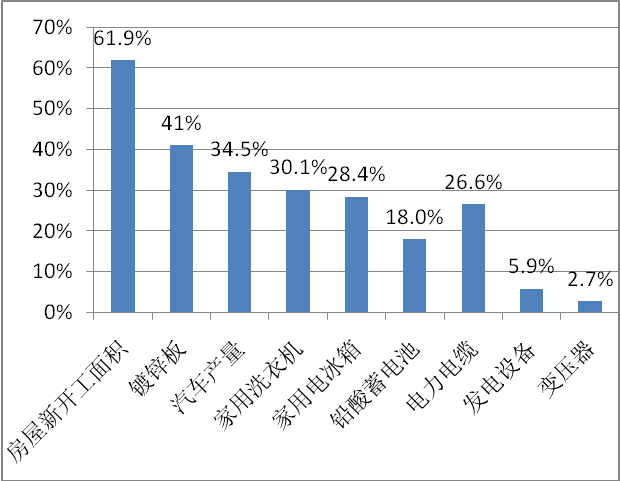 70%
60%
50%
40%
30%
20%
10%
0%
61.9%
41%
34.5%
30.1%
28.4%
18.0%
26.6%
5.9%
2.7%
房屋新开工面积
镀锌板
汽车产量
家用洗衣机
家用电冰箱
铅酸蓄电池
电力电缆
发电设备
变压器